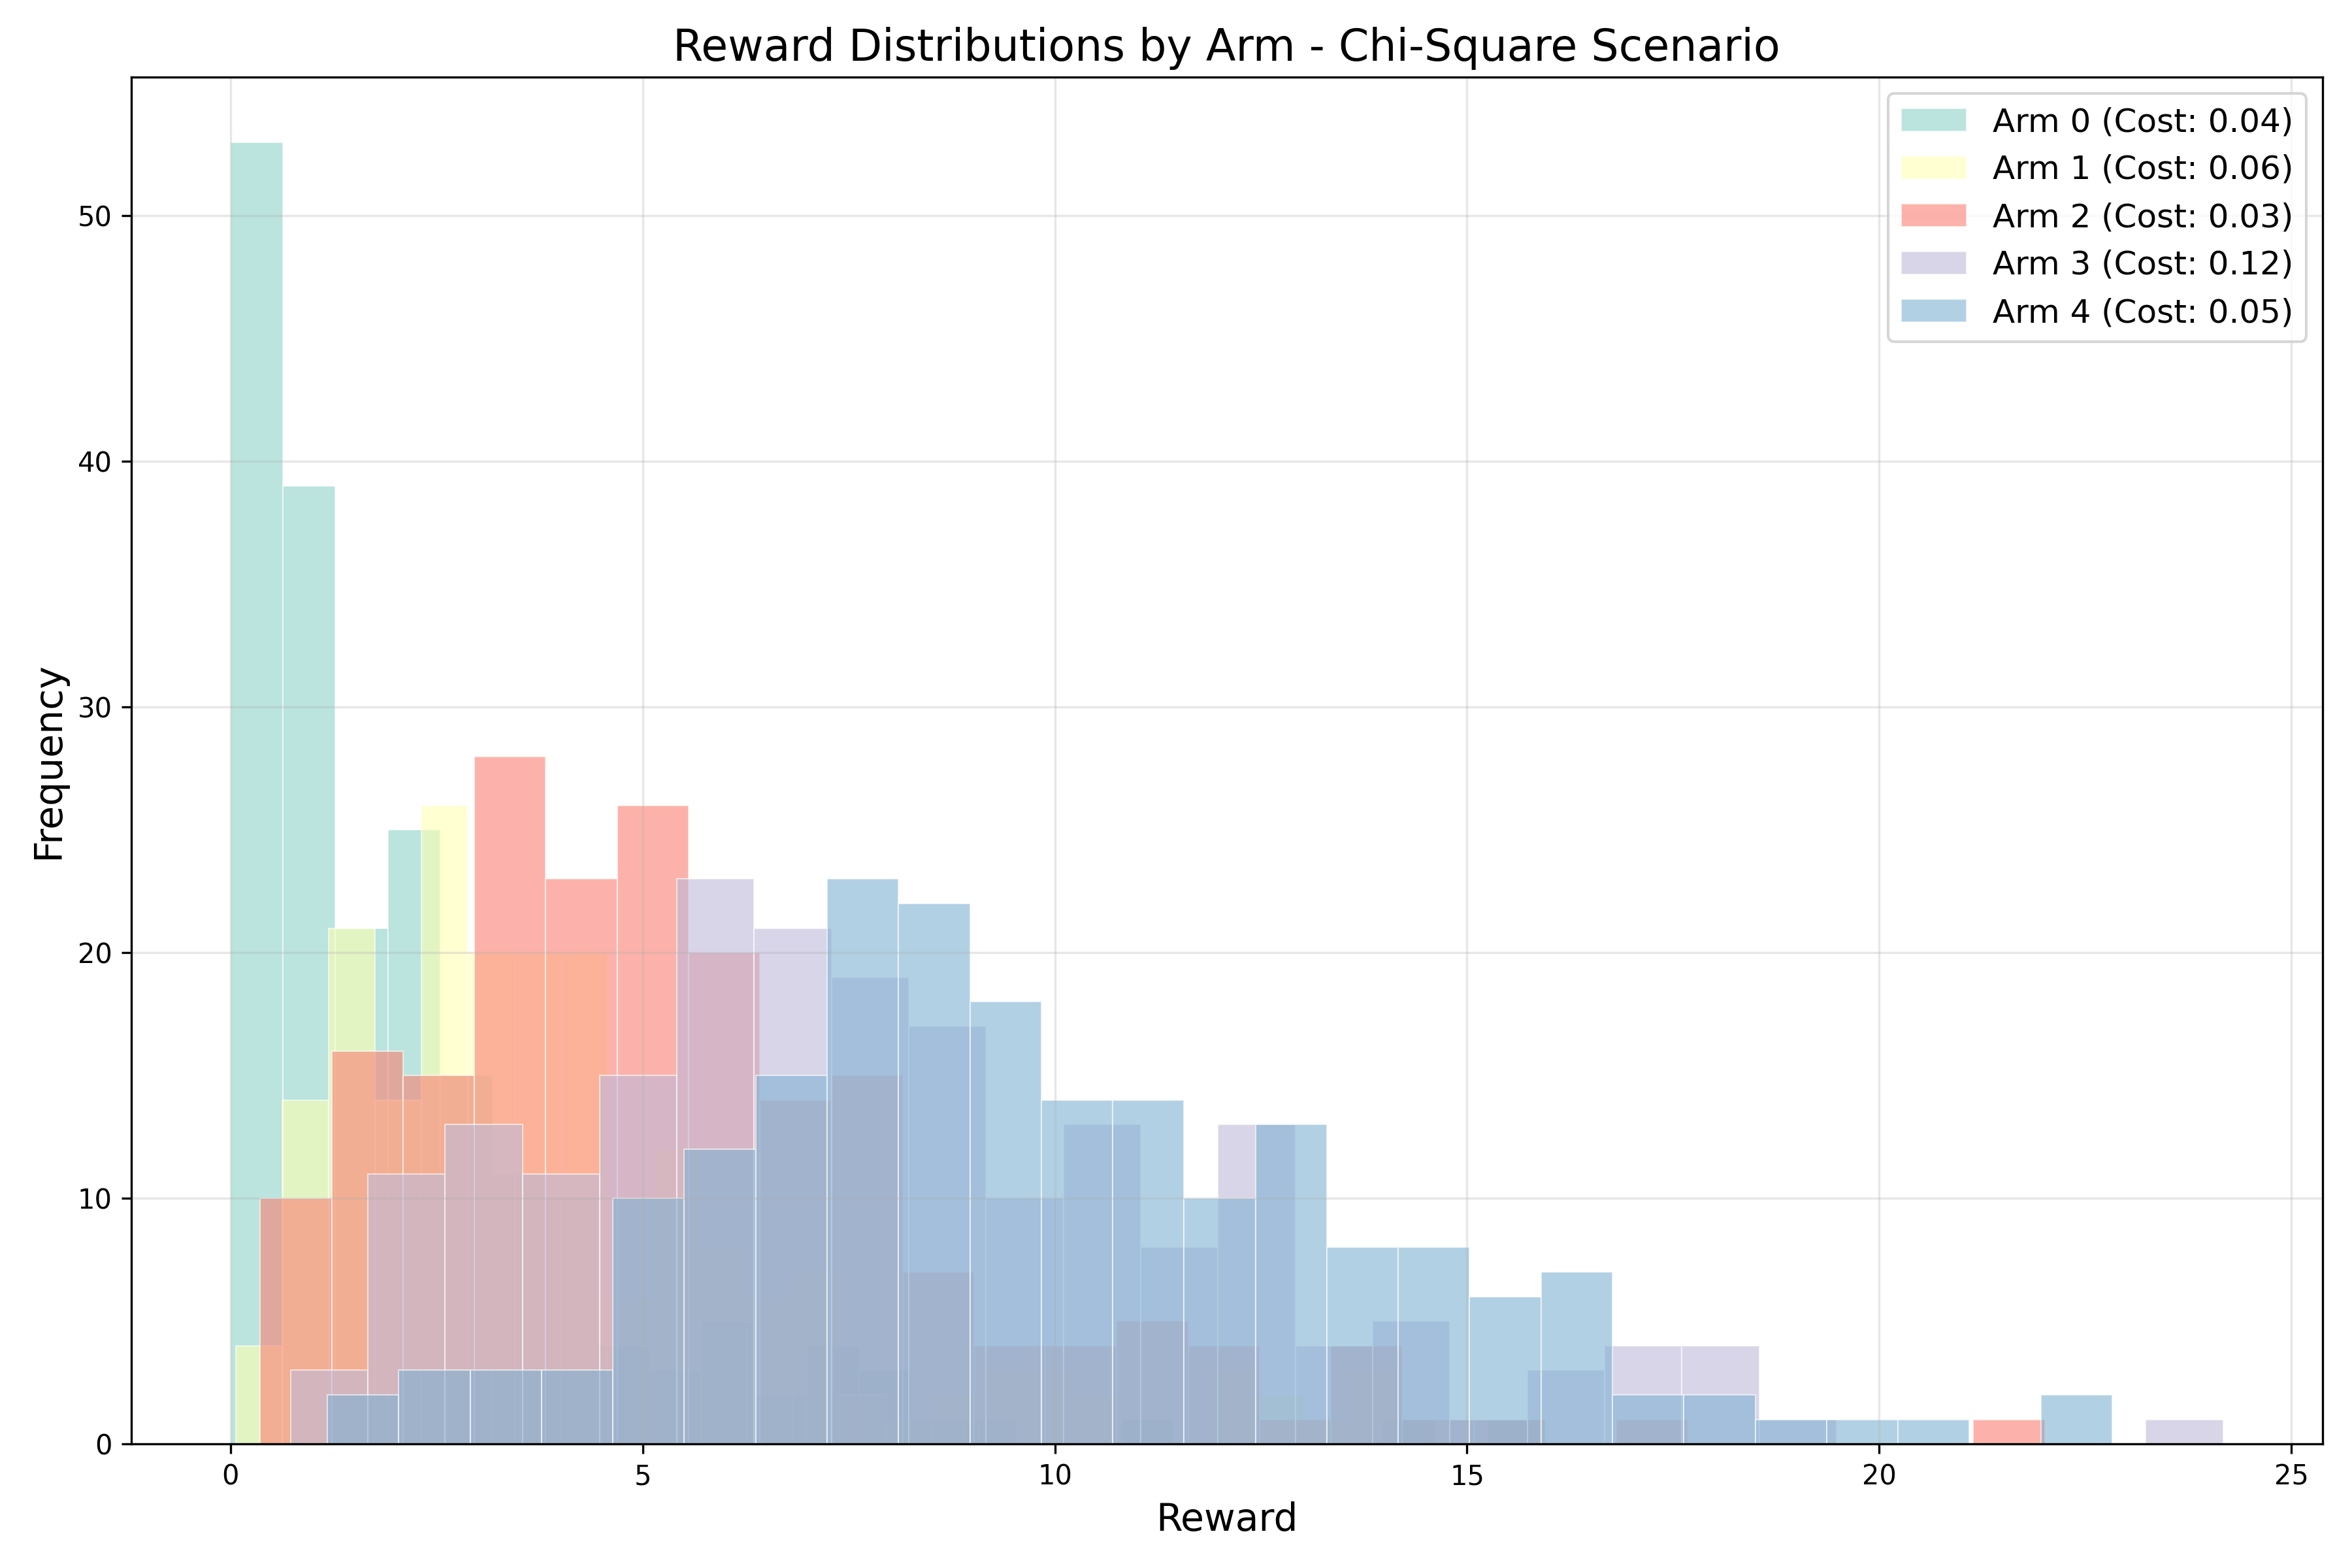 Reward Distributions by Arm - Chi-Square Scenario
Arm 0 (Cost: 0.04)
Arm 1 (Cost: 0.06)
Arm 2 (Cost: 0.03)
Arm 3 (Cost: 0.12)
Arm 4 (Cost: 0.05)
Frequency
50
40
30
20
10
0
0 5 10 15 20 25
Reward